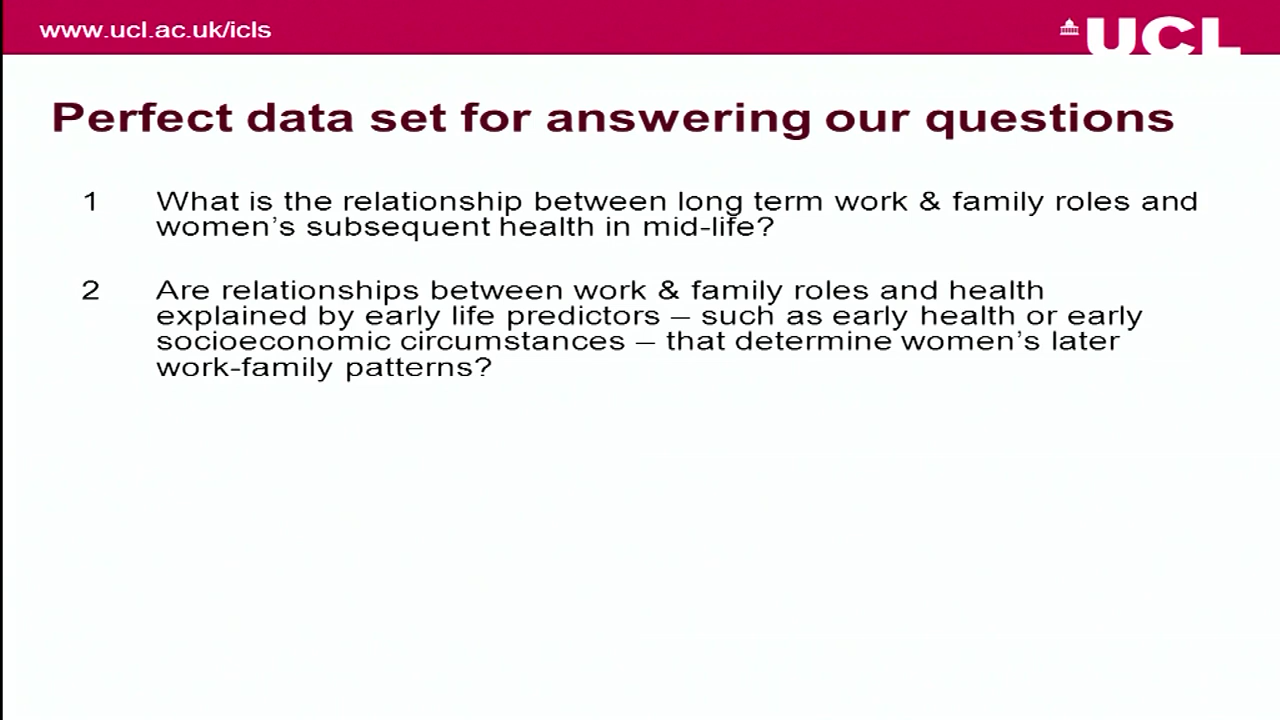 www.ucl.ac.uk/icls
UCL
Perfect data set for answering our questions
1 What is the relationship between long term work & family roles and
women’s subsequent health in mid-life?
2 Are relationships between work & family roles and health
explained by early life predictors – such as early health or early
socioeconomic circumstances – that determine women’s later
work-family patterns?